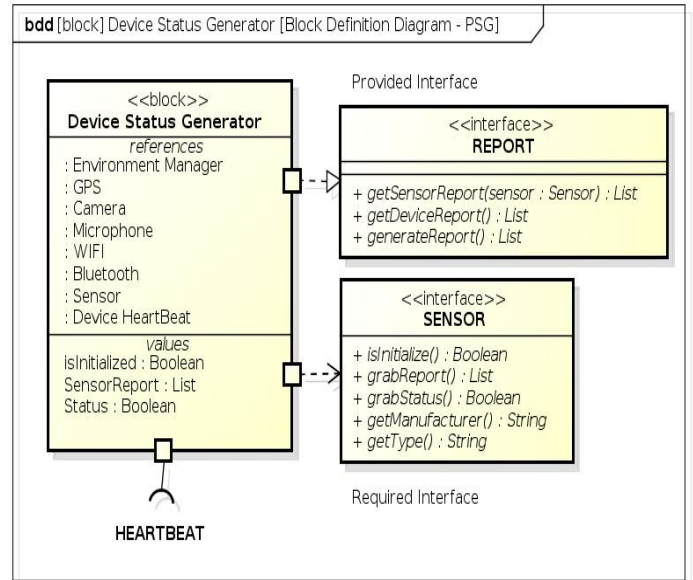 bdd [block] Device Status Generator [Block Definition Diagram - PSG]
<<block>>
Device Status Generator
references
: Environment Manager
: GPS
: Camera
: Microphone
: WIFI
: Bluetooth
: Sensor
: Device HeartBeat
values
isInitialized : Boolean
SensorReport : List
Status : Boolean
HEARTBEAT
Provided Interface
<<interface>>
REPORT
+ getSensorReport(sensor : Sensor) : List
+ getDeviceReport() : List
+ generateReport() : List
<<interface>>
SENSOR
+ isInitialize() : Boolean
+ grabReport() : List
+ grabStatus() : Boolean
+ getManufacturer() : String
+ getType() : String
Required Interface